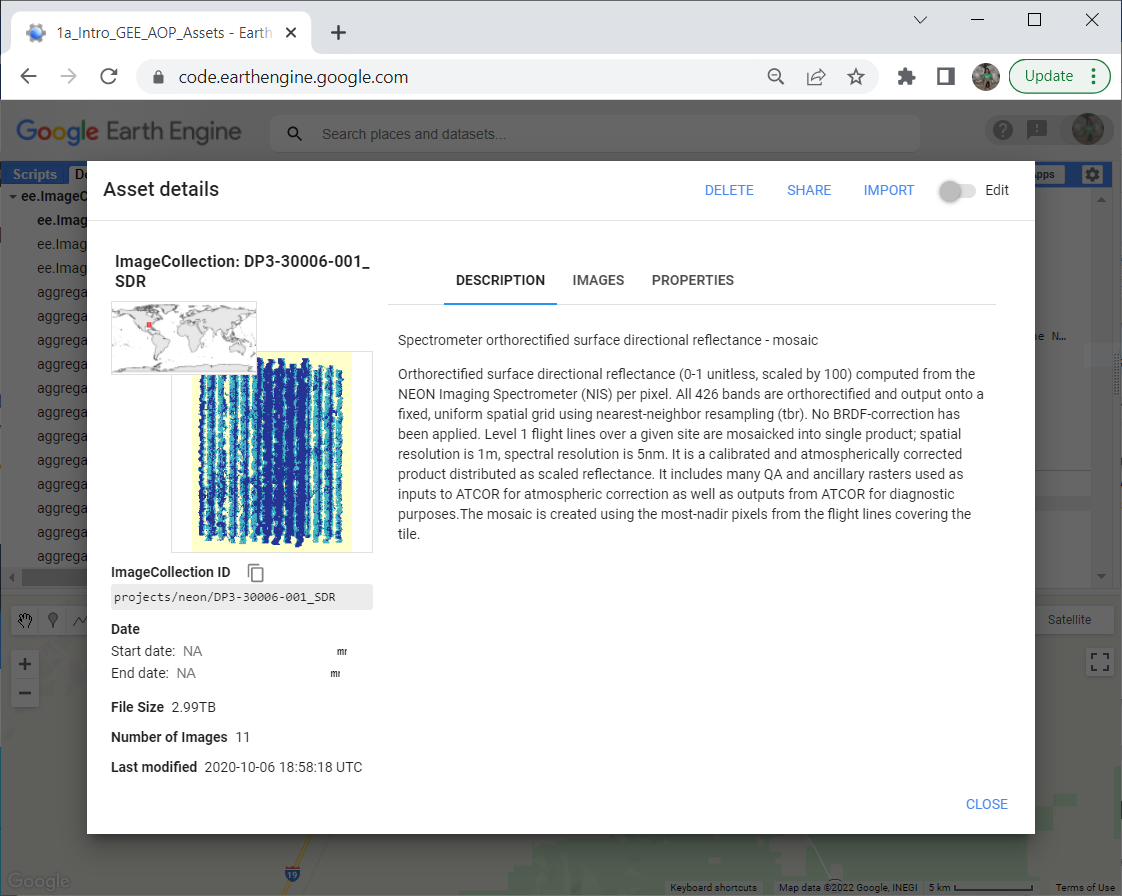 1a_Intro_GEE_AOP_Assets - Earth
code.earthengine.google.com
Update
Google Earth Engine
Search places and datasets...
Scripts
Apps
Asset details
DELETE
SHARE
IMPORT
Edit
ee.ImageC
ee.Imag
ee.Imag
ee.Imag
aggrega
aggrega
aggrega
aggrega
aggrega
aggrega
aggrega
aggrega
aggrega
aggrega
aggrega
aggrega
ImageCollection: DP3-30006-001_
SDR
DESCRIPTION
IMAGES
PROPERTIES
Spectrometer orthorectified surface directional reflectance - mosaic
Orthorectified surface directional reflectance (0-1 unitless, scaled by 100) computed from the
NEON Imaging Spectrometer (NIS) per pixel. All 426 bands are orthorectified and output onto a
fixed, uniform spatial grid using nearest-neighbor resampling (tbr). No BRDF-correction has
been applied. Level 1 flight lines over a given site are mosaicked into single product; spatial
resolution is 1m, spectral resolution is 5nm. It is a calibrated and atmospherically corrected
product distributed as scaled reflectance. It includes many QA and ancillary rasters used as
inputs to ATCOR for atmospheric correction as well as outputs from ATCOR for diagnostic
purposes.The mosaic is created using the most-nadir pixels from the flight lines covering the
tile.
ImageCollection ID
projects/neon/DP3-30006-001_SDR
Date
Start date: NA
End date: NA
File Size 2.99TB
Number of Images 11
Last modified 2020-10-06 18:58:18 UTC
CLOSE
Satellite
19
Google
Keyboard shortcuts
Map data ©2022 Google, INEGI
5 km
Terms of Use